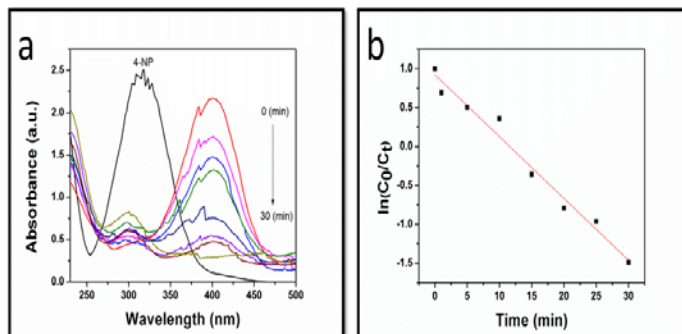 a
4-NP
0 (min)
30 (min)
2.5
2.0
1.5
1.0
0.5
0.0
Absorbance (a.u.)
250 300 350 400 450 500
Wavelength (nm)
b
1.0
0.5
0.0
-0.5
-1.0
-1.5
ln(C0/Ct)
0 5 10 15 20 25 30
Time (min)